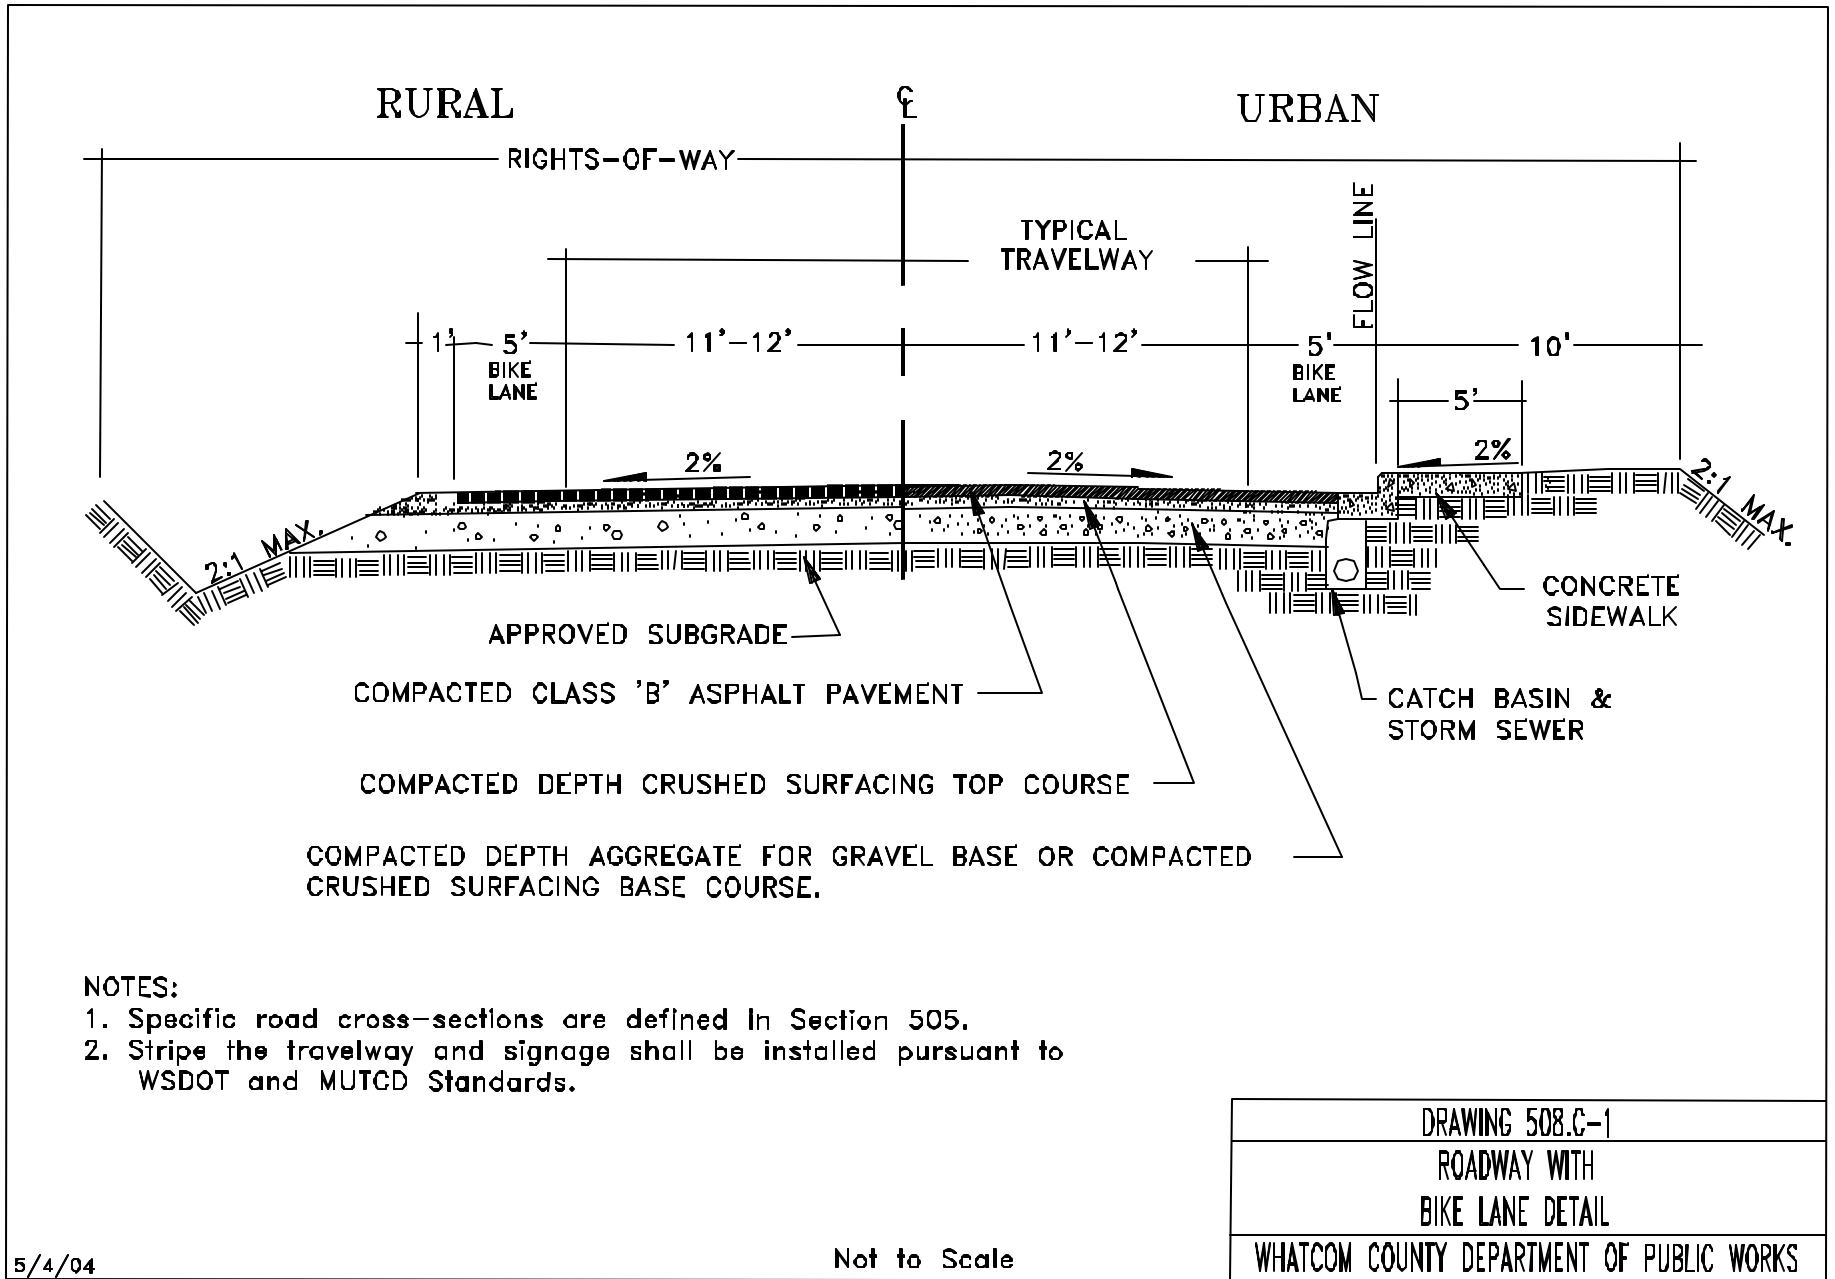 RURAL
℄
URBAN
RIGHTS-OF-WAY
TYPICAL
TRAVELWAY
FLOW LINE
1'
5'
11'-12'
11'-12'
5'
10'
BIKE
LANE
BIKE
LANE
5'
2%
2%
2%
2:1 MAX.
2:1 MAX.
CONCRETE
SIDEWALK
APPROVED SUBGRADE
COMPACTED CLASS 'B' ASPHALT PAVEMENT
CATCH BASIN &
STORM SEWER
COMPACTED DEPTH CRUSHED SURFACING TOP COURSE
COMPACTED DEPTH AGGREGATE FOR GRAVEL BASE OR COMPACTED
CRUSHED SURFACING BASE COURSE.
NOTES:
1. Specific road cross-sections are defined in Section 505.
2. Stripe the travelway and signage shall be installed pursuant to
WSDOT and MUTCD Standards.
DRAWING 508.C-1
ROADWAY WITH
BIKE LANE DETAIL
WHATCOM COUNTY DEPARTMENT OF PUBLIC WORKS
Not to Scale
5/4/04